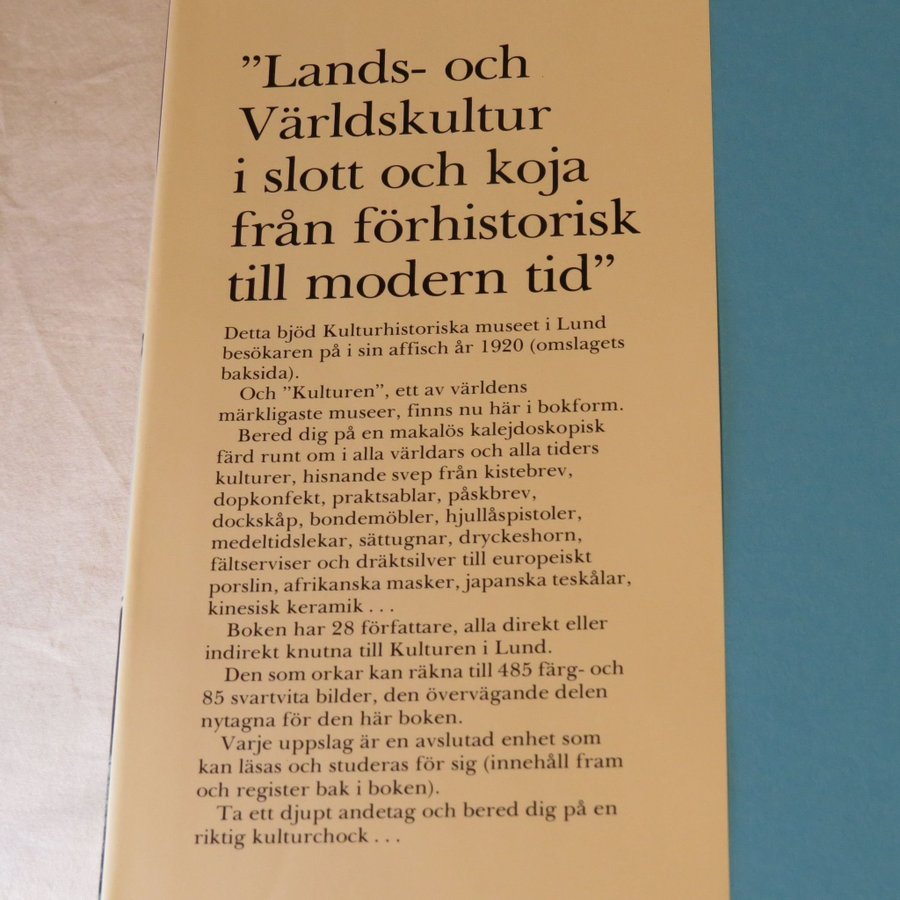 ”Lands- och
Världskultur
i slott och koja
från förhistorisk
till modern tid”
Detta bjöd Kulturhistoriska museet i Lund
besökaren på i sin affisch år 1920 (omslagets
baksida).
Och ”Kulturen”, ett av världens
märkligaste museer, finns nu här i bokform.
Bered dig på en makalös kalejdoskopisk
färd runt om i alla världars och alla tiders
kulturer, hisnande svep från kistebrev,
dopkonfekt, praktsablar, påskbrev,
dockskåp, bondemöbler, hjullåspistoler,
medeltidslekar, sättugnar, dryckeshorn,
fältserviser och dräktsilver till europeiskt
porslin, afrikanska masker, japanska teskålar,
kinesisk keramik . . .
Boken har 28 författare, alla direkt eller
indirekt knutna till Kulturen i Lund.
Den som orkar kan räkna till 485 färg- och
85 svartvita bilder, den övervägande delen
nytagna för den här boken.
Varje uppslag är en avslutad enhet som
kan läsas och studeras för sig (innehåll fram
och register bak i boken).
Ta ett djupt andetag och bered dig på en
riktig kulturchock . . .